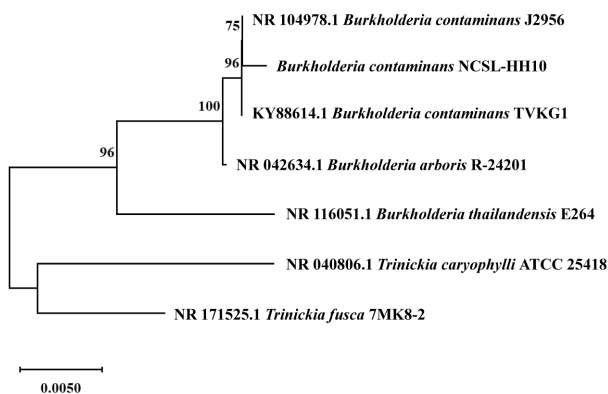 75
NR 104978.1 Burkholderia contaminans J2956
96
Burkholderia contaminans NCSL-HH10
100
KY88614.1 Burkholderia contaminans TVKG1
96
NR 042634.1 Burkholderia arboris R-24201
NR 116051.1 Burkholderia thailandensis E264
NR 040806.1 Trinickia caryophylli ATCC 25418
NR 171525.1 Trinickia fusca 7MK8-2
0.0050